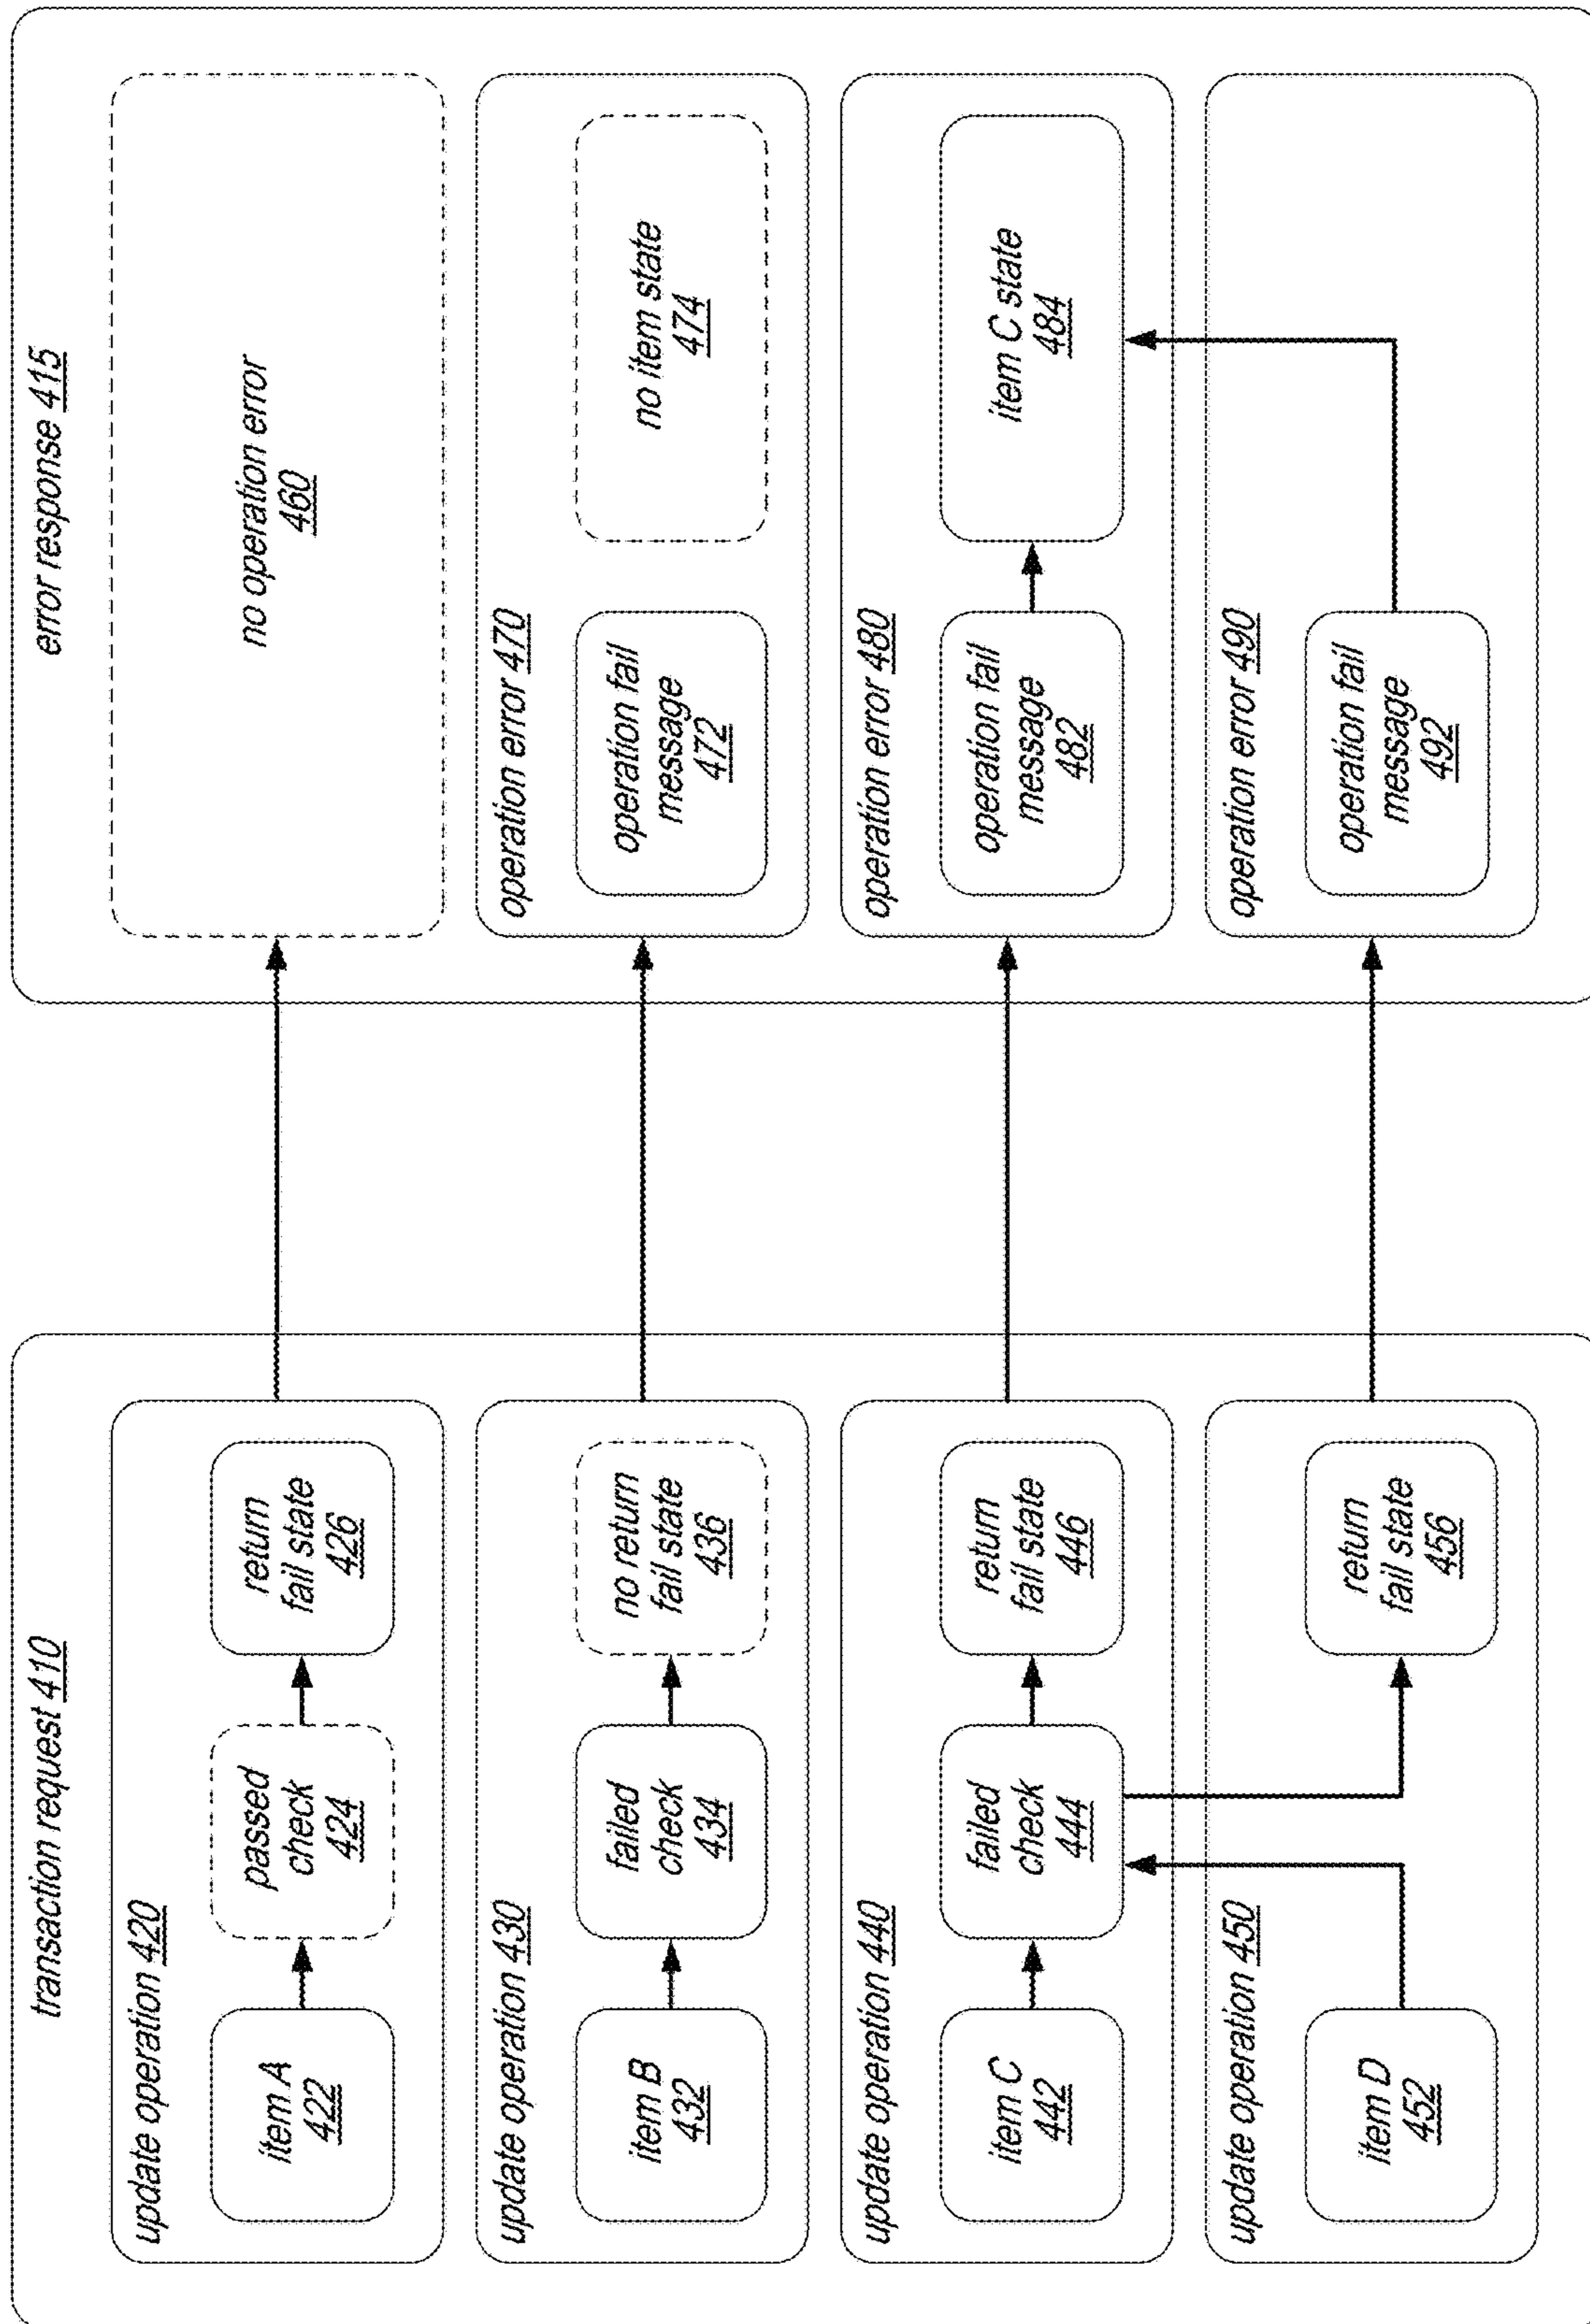 transaction request 410
update operation 420
item A
422
passed
check
424
return
fail state
426
update operation 430
item B
432
failed
check
434
no return
fail state
436
update operation 440
item C
442
failed
check
444
return
fail state
446
update operation 450
item D
452
return
fail state
456
error response 415
no operation error
460
operation error 470
operation fail
message
472
no item state
474
operation error 480
operation fail
message
482
item C state
484
operation error 490
operation fail
message
492